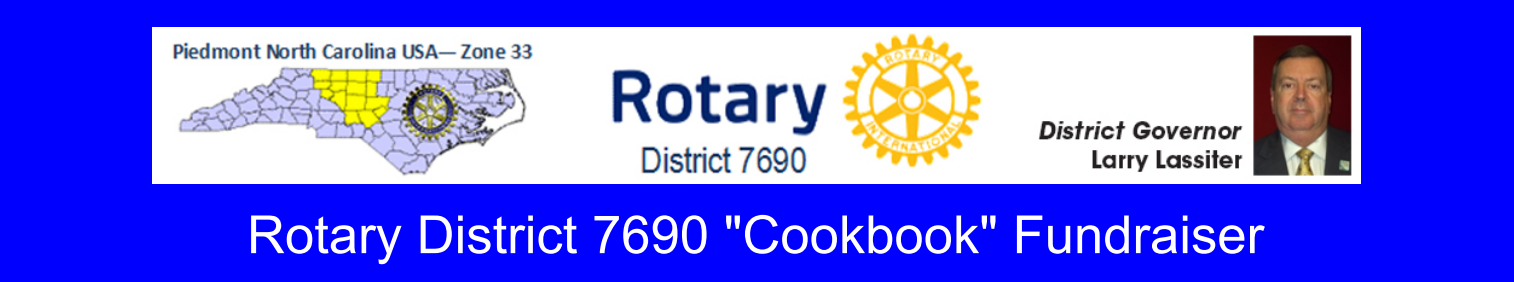 Piedmont North Carolina USA— Zone 33
Rotary
District 7690
ROTARY
INTERNATIONAL
District Governor
Larry Lassiter
Rotary District 7690 "Cookbook" Fundraiser